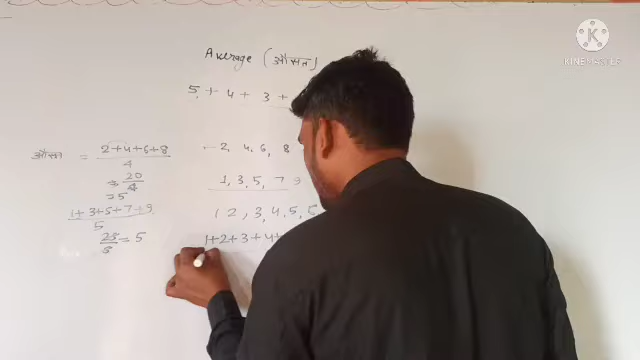 Average (औसत)
5 + 4 + 3 +
औसत = 2+4+6+8
4
2, 4, 6, 8
= 20
4
= 5
1, 3, 5, 7 9
1+3+5+7+9
5
1 2, 3, 4, 5, 6
25 = 5
5
1+2+3+4+
KINEMASTER